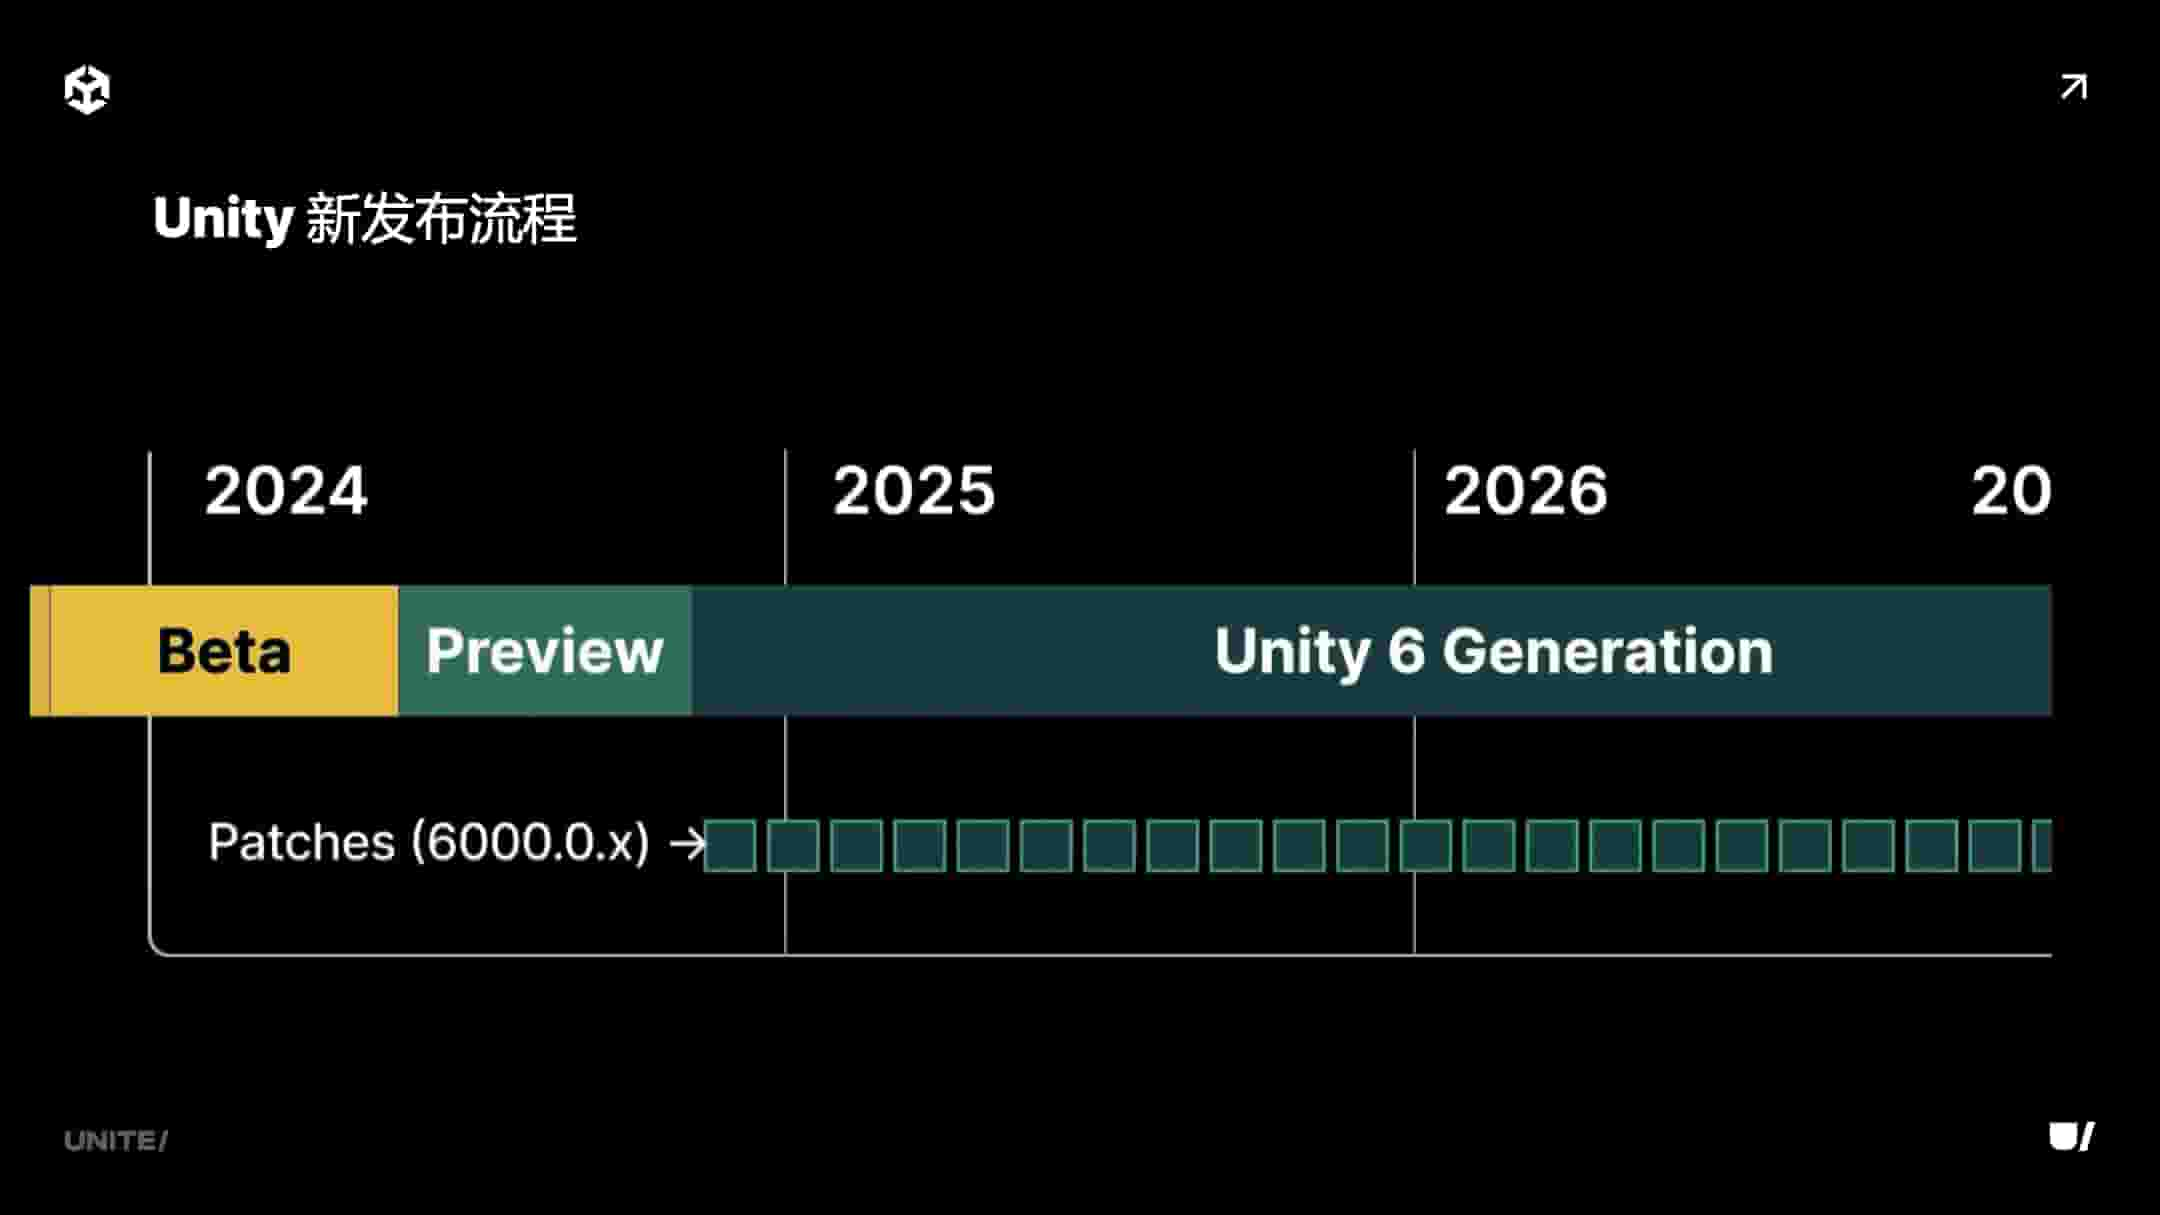 Unity 新发布流程
2024 2025 2026 20
Beta Preview Unity 6 Generation
Patches (6000.0.x) →
UNITE/ U/